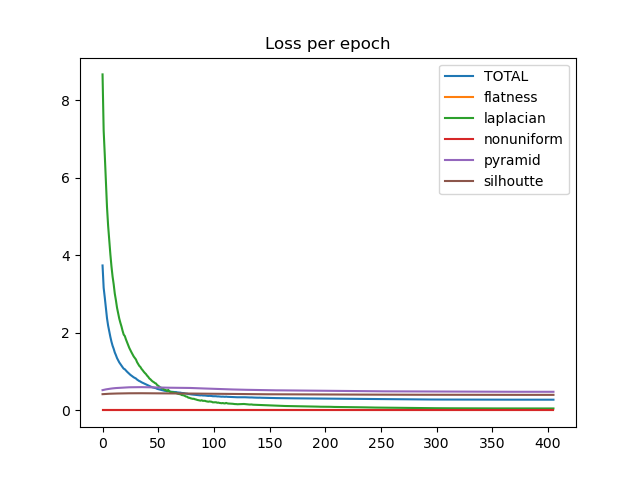 Loss per epoch
TOTAL
flatness
laplacian
nonuniform
pyramid
silhoutte
8
6
4
2
0
0 50 100 150 200 250 300 350 400